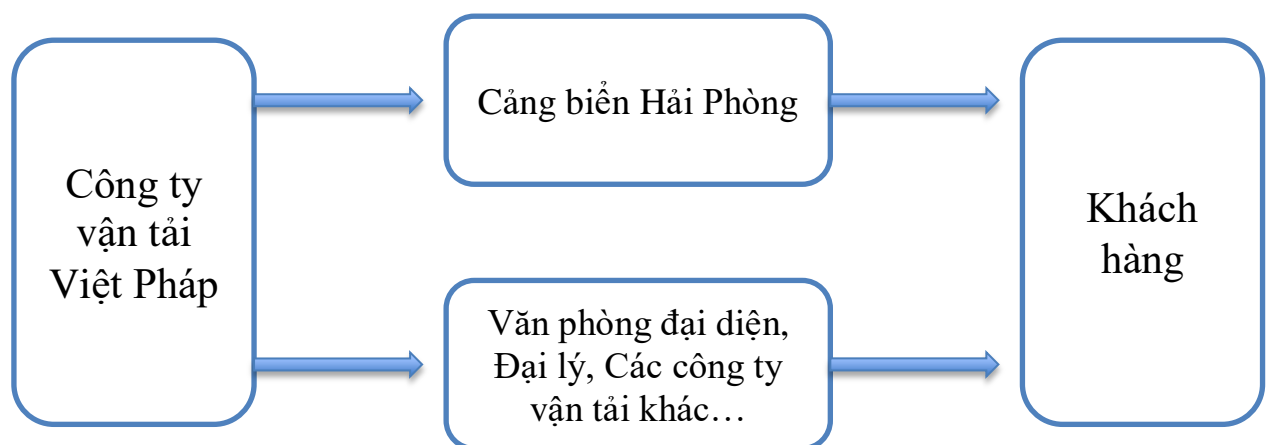 Công ty
vận tải
Việt Pháp
Cảng biển Hải Phòng
Văn phòng đại diện,
Đại lý, Các công ty
vận tải khác…
Khách
hàng